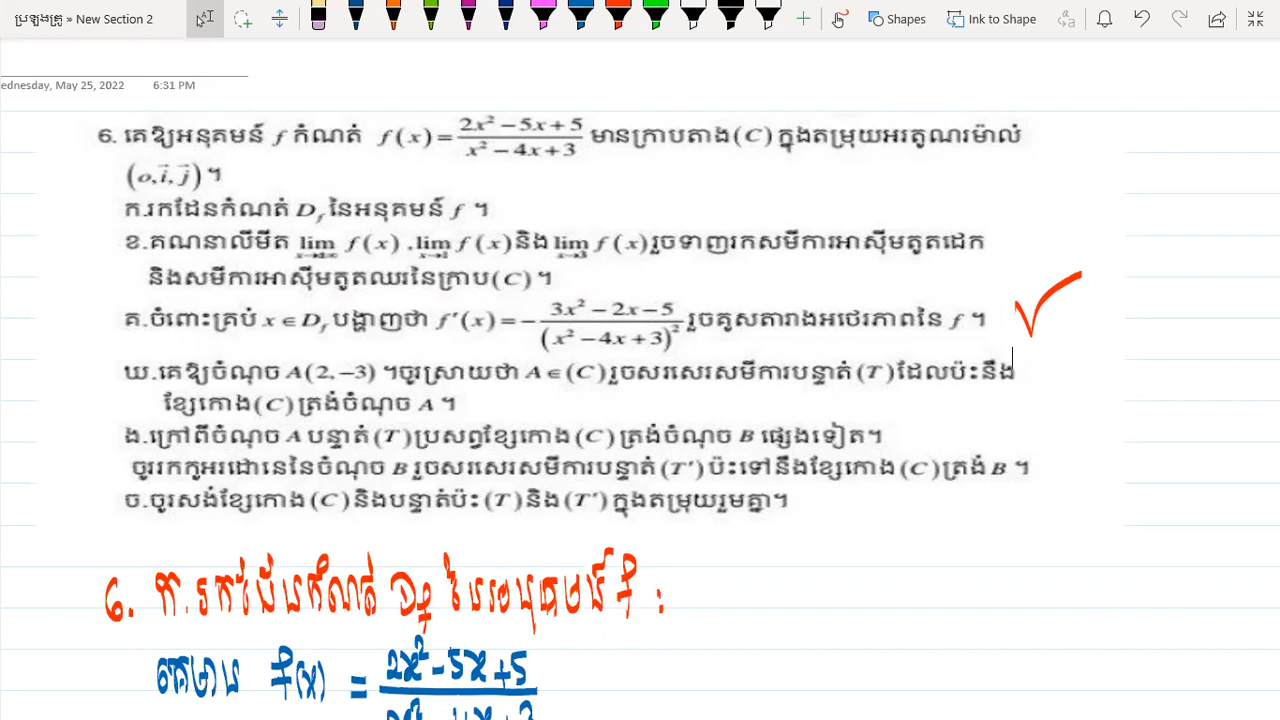 ប្រឡងគ្រូ » New Section 2
Shapes
Ink to Shape
ednesday, May 25, 2022 6:31 PM
6. គេឱ្យអនុគមន៍ f កំណត់ f(x) = (2x² − 5x + 5)/(x² − 4x + 3) មានក្រាបតាង (C) ក្នុងតម្រុយអរតូណរម៉ាល់
(o, i⃗, j⃗) ។
ក.រកដែនកំណត់ D_f នៃអនុគមន៍ f ។
ខ.គណនាលីមីត lim x→±∞ f(x) , lim x→1 f(x) និង lim x→3 f(x) រួចទាញរកសមីការអាស៊ីមតូតដេក
និងសមីការអាស៊ីមតូតឈរនៃក្រាប (C) ។
គ.ចំពោះគ្រប់ x ∈ D_f បង្ហាញថា f′(x) = −(3x² − 2x − 5)/(x² − 4x + 3)² រួចគូសតារាងអថេរភាពនៃ f ។
ឃ.គេឱ្យចំណុច A(2, −3) ។ចូរស្រាយថា A ∈ (C) រួចសរសេរសមីការបន្ទាត់ (T) ដែលប៉ះនឹង
ខ្សែកោង (C) ត្រង់ចំណុច A ។
ង.ក្រៅពីចំណុច A បន្ទាត់ (T) ប្រសព្វខ្សែកោង (C) ត្រង់ចំណុច B ផ្សេងទៀត។
ចូររកកូអរដោនេនៃចំណុច B រួចសរសេរសមីការបន្ទាត់ (T′) ប៉ះទៅនឹងខ្សែកោង (C) ត្រង់ B ។
ច.ចូរសង់ខ្សែកោង (C) និងបន្ទាត់ប៉ះ (T) និង (T′) ក្នុងតម្រុយរួមគ្នា។
6. ក.រកដែនកំណត់ នៃអនុគមន៍ f :
គេមាន f(x) = (2x² − 5x + 5)/(x² − 4x + 3)